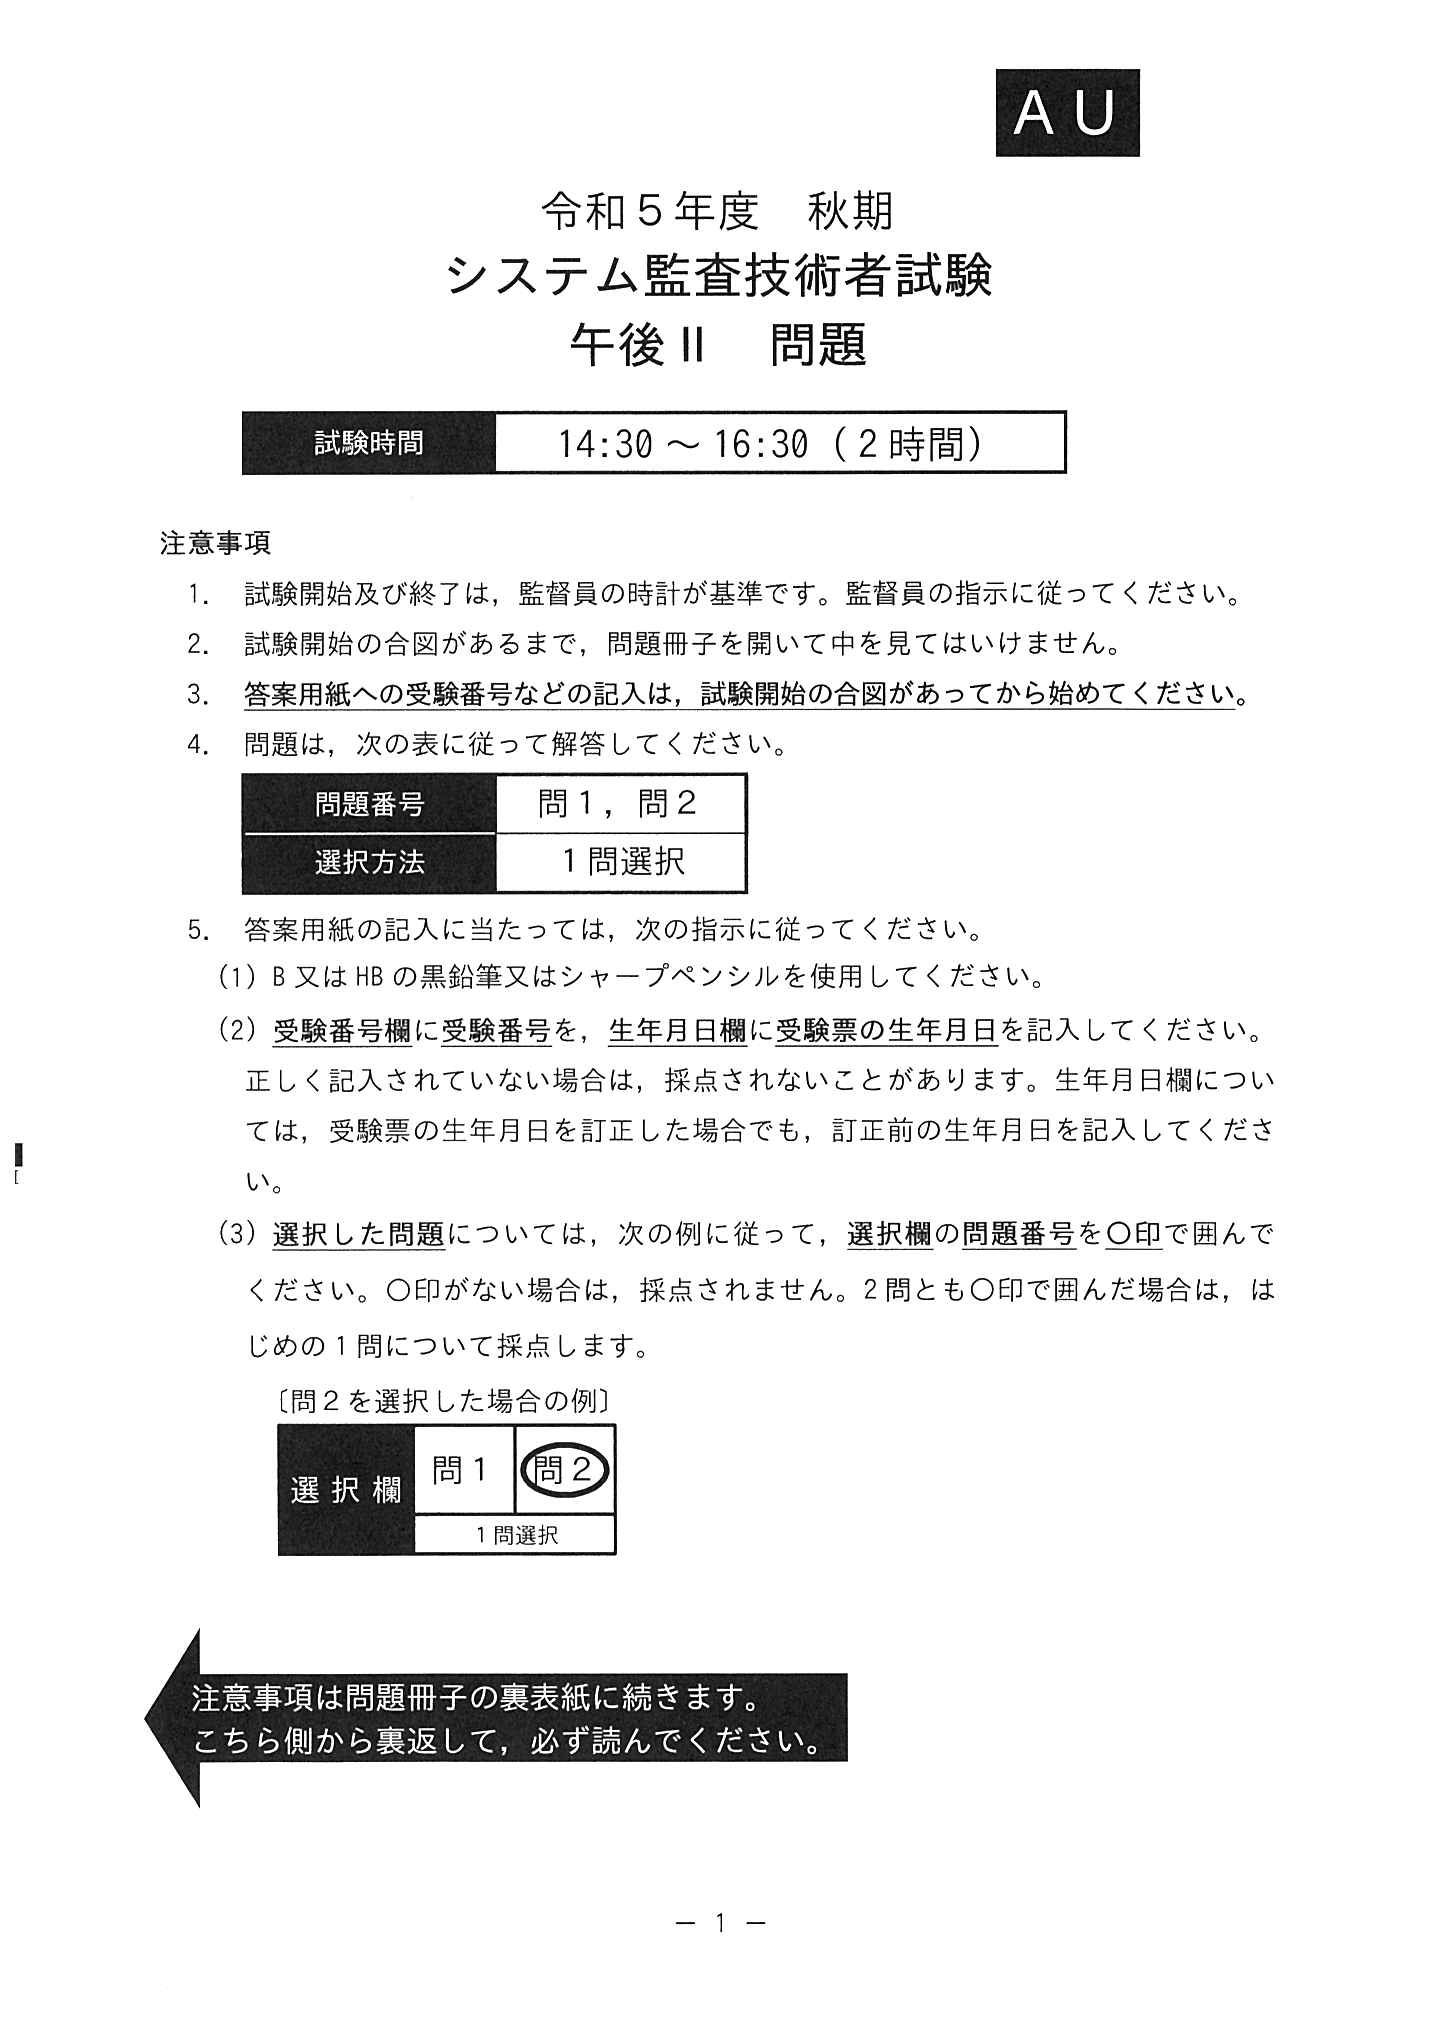 AU
令和５年度　秋期
システム監査技術者試験
午後Ⅱ　問題
試験時間　14:30 ～ 16:30（２時間）
注意事項
1.　試験開始及び終了は，監督員の時計が基準です。監督員の指示に従ってください。
2.　試験開始の合図があるまで，問題冊子を開いて中を見てはいけません。
3.　答案用紙への受験番号などの記入は，試験開始の合図があってから始めてください。
4.　問題は，次の表に従って解答してください。
問題番号　問１，問２
選択方法　１問選択
5.　答案用紙の記入に当たっては，次の指示に従ってください。
（1）B 又は HB の黒鉛筆又はシャープペンシルを使用してください。
（2）受験番号欄に受験番号を，生年月日欄に受験票の生年月日を記入してください。
正しく記入されていない場合は，採点されないことがあります。生年月日欄につい
ては，受験票の生年月日を訂正した場合でも，訂正前の生年月日を記入してくださ
い。
（3）選択した問題については，次の例に従って，選択欄の問題番号を〇印で囲んで
ください。〇印がない場合は，採点されません。2 問とも〇印で囲んだ場合は，は
じめの 1 問について採点します。
〔問２を選択した場合の例〕
選択欄　問１　問２
１問選択
注意事項は問題冊子の裏表紙に続きます。
こちら側から裏返して，必ず読んでください。
－ 1 －